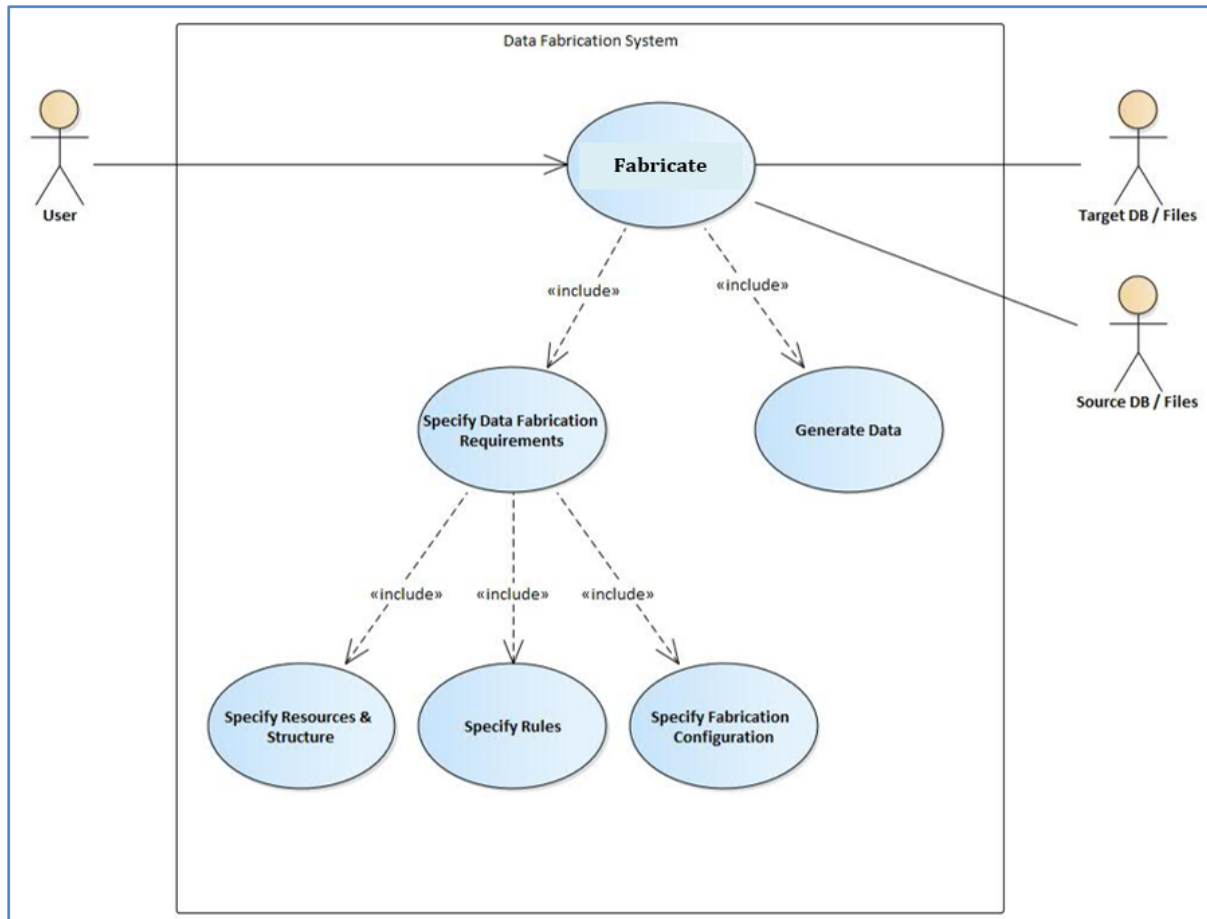 Data Fabrication System
Fabricate
User
Target DB / Files
«include»
«include»
Source DB / Files
Specify Data Fabrication
Requirements
Generate Data
«include»
«include»
«include»
Specify Resources &
Structure
Specify Rules
Specify Fabrication
Configuration